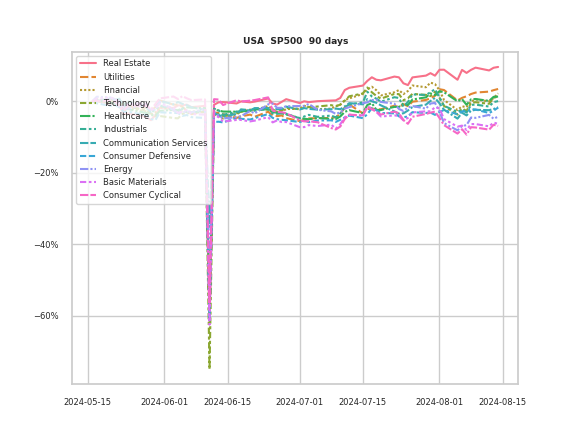 USA SP500 90 days
Real Estate
Utilities
Financial
Technology
Healthcare
Industrials
Communication Services
Consumer Defensive
Energy
Basic Materials
Consumer Cyclical
0%
−20%
−40%
−60%
2024-05-15 2024-06-01 2024-06-15 2024-07-01 2024-07-15 2024-08-01 2024-08-15